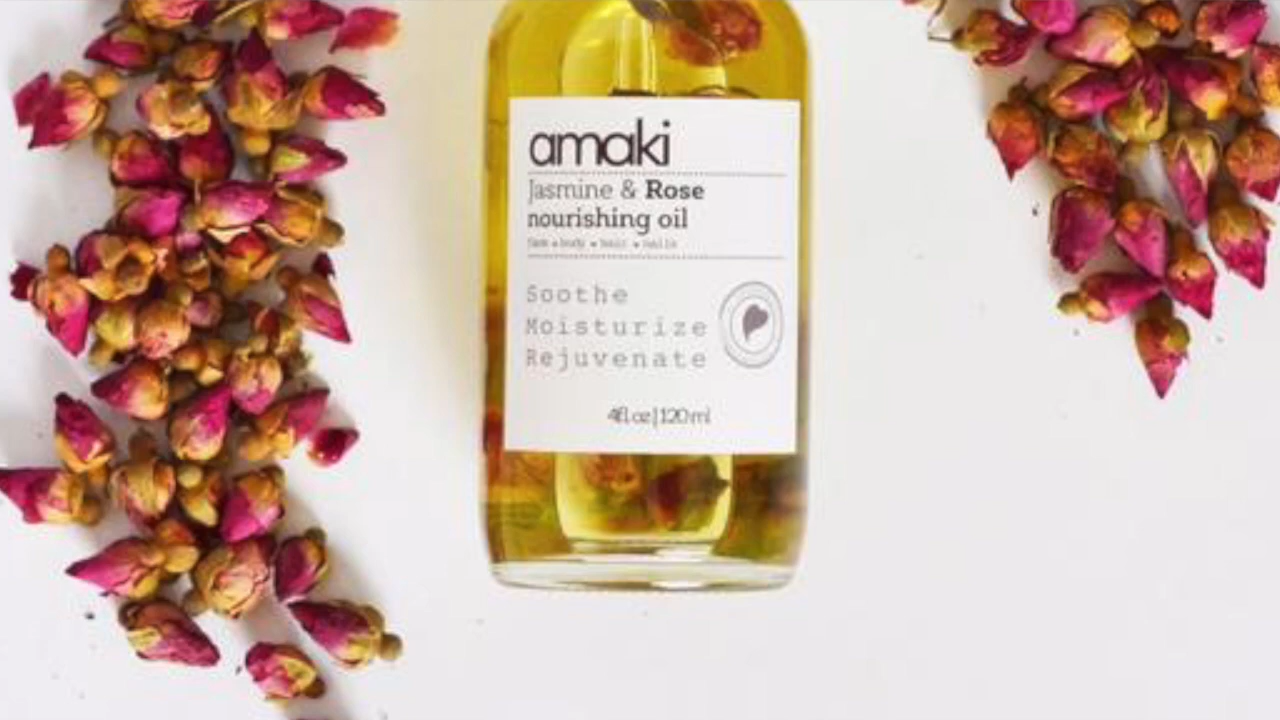 amaki
Jasmine & Rose
nourishing oil
face • body • hair • nails
Soothe
Moisturize
Rejuvenate
4fl.oz|120ml